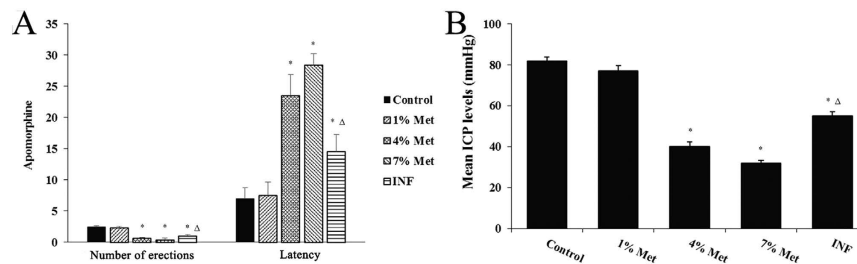 A
35
30
25
20
15
10
5
0
Apomorphine
* * * Δ
* * * Δ
Number of erections
Latency
Control
1% Met
4% Met
7% Met
INF
B
100
80
60
40
20
0
Mean ICP levels (mmHg)
* * * Δ
Control
1% Met
4% Met
7% Met
INF